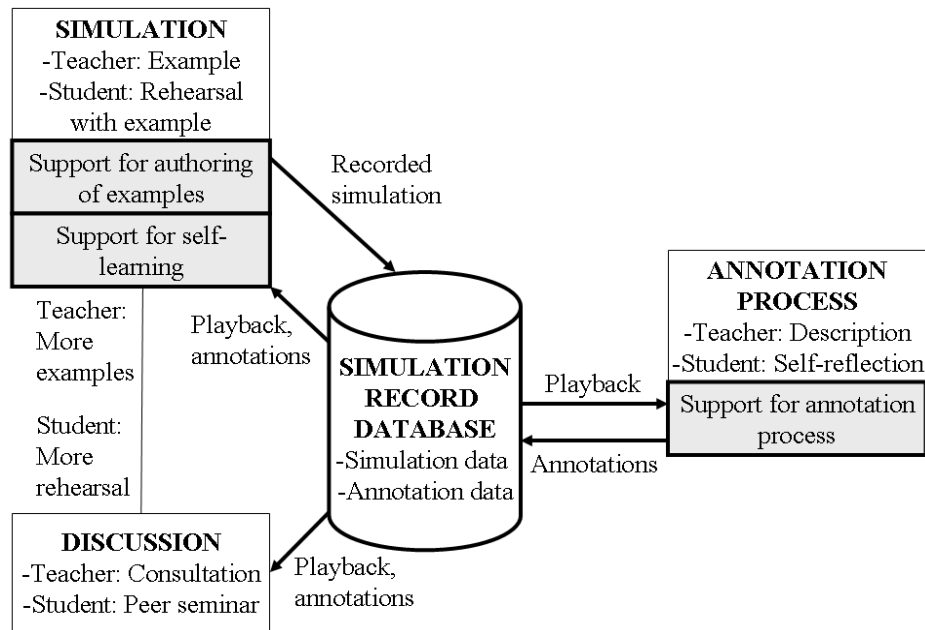 SIMULATION
-Teacher: Example
-Student: Rehearsal
with example
Support for authoring
of examples
Support for self-
learning
Teacher:
More
examples
Student:
More
rehearsal
DISCUSSION
-Teacher: Consultation
-Student: Peer seminar
Recorded
simulation
Playback,
annotations
SIMULATION
RECORD
DATABASE
-Simulation data
-Annotation data
Playback,
annotations
Playback
Annotations
ANNOTATION
PROCESS
-Teacher: Description
-Student: Self-reflection
Support for annotation
process